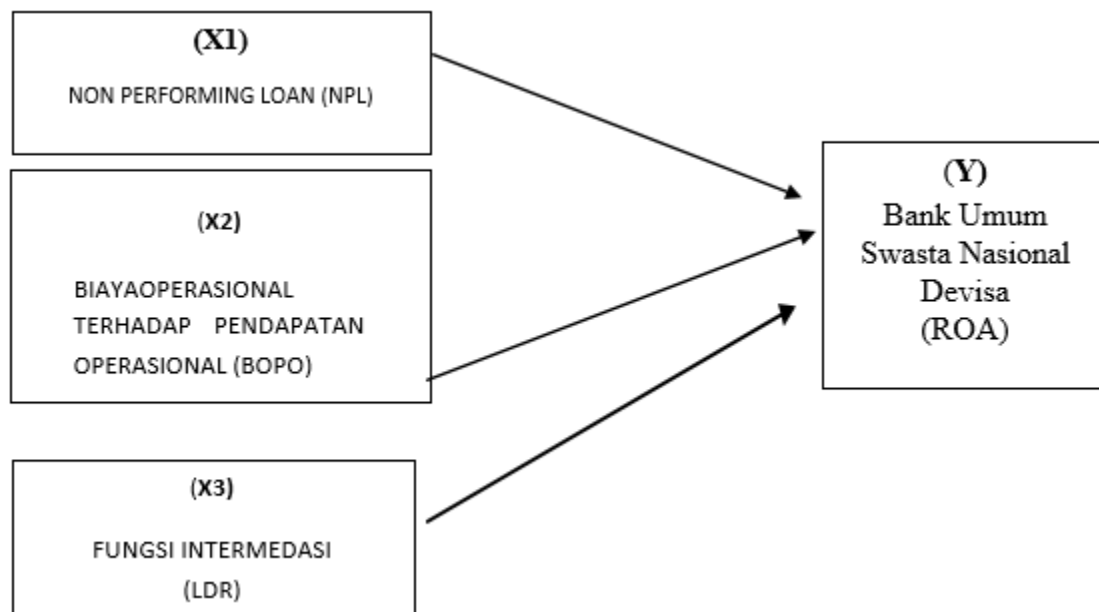 (X1)
NON PERFORMING LOAN (NPL)
(X2)
BIAYAOPERASIONAL
TERHADAP PENDAPATAN
OPERASIONAL (BOPO)
(X3)
FUNGSI INTERMEDASI
(LDR)
(Y)
Bank Umum
Swasta Nasional
Devisa
(ROA)